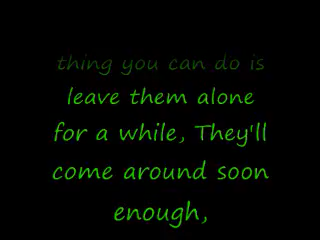 thing you can do is
leave them alone
for a while, They'll
come around soon
enough,